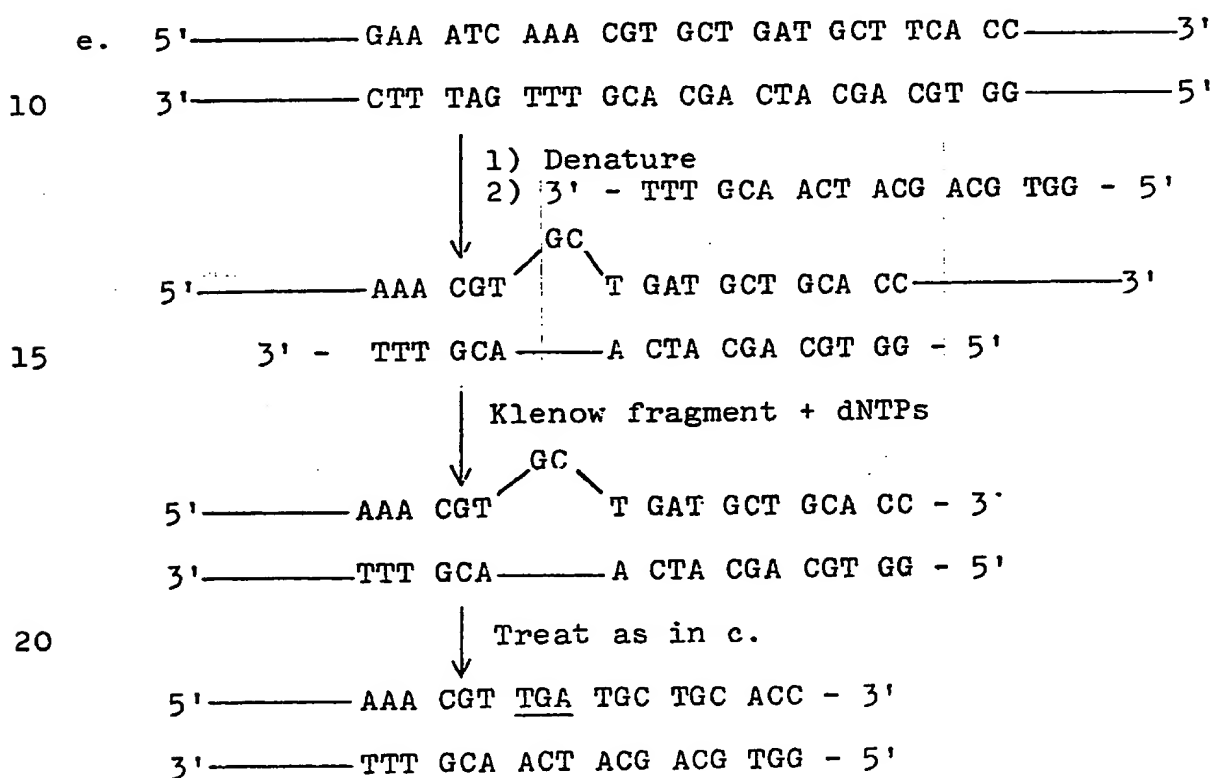 e. 5'————GAA ATC AAA CGT GCT GAT GCT TCA CC————3'
10 3'————CTT TAG TTT GCA CGA CTA CGA CGT GG————5'
1) Denature
2) 3' - TTT GCA ACT ACG ACG TGG - 5'
GC
5'————AAA CGT T GAT GCT GCA CC————3'
15 3' - TTT GCA——A CTA CGA CGT GG - 5'
Klenow fragment + dNTPs
GC
5'————AAA CGT T GAT GCT GCA CC - 3'
3'————TTT GCA——A CTA CGA CGT GG - 5'
20 Treat as in c.
5'————AAA CGT TGA TGC TGC ACC - 3'
3'————TTT GCA ACT ACG ACG TGG - 5'